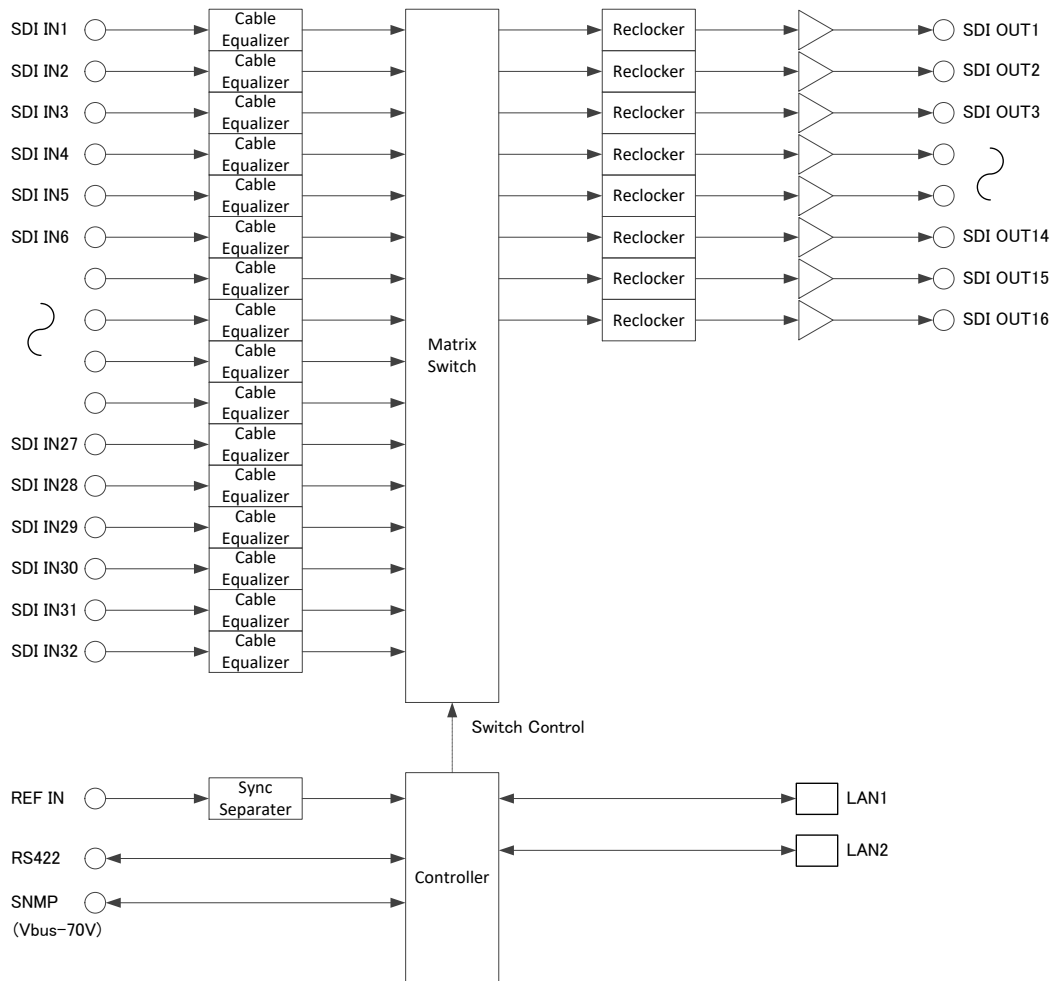 SDI IN1
Cable
Equalizer
Reclocker
SDI OUT1
SDI IN2
Cable
Equalizer
Reclocker
SDI OUT2
SDI IN3
Cable
Equalizer
Reclocker
SDI OUT3
SDI IN4
Cable
Equalizer
Reclocker
SDI IN5
Cable
Equalizer
Reclocker
SDI IN6
Cable
Equalizer
Reclocker
SDI OUT14
Cable
Equalizer
Reclocker
SDI OUT15
Cable
Equalizer
Reclocker
SDI OUT16
Matrix
Switch
Cable
Equalizer
Cable
Equalizer
SDI IN27
Cable
Equalizer
SDI IN28
Cable
Equalizer
SDI IN29
Cable
Equalizer
SDI IN30
Cable
Equalizer
SDI IN31
Cable
Equalizer
SDI IN32
Cable
Equalizer
Switch Control
REF IN
Sync
Separater
LAN1
RS422
LAN2
Controller
SNMP
(Vbus-70V)